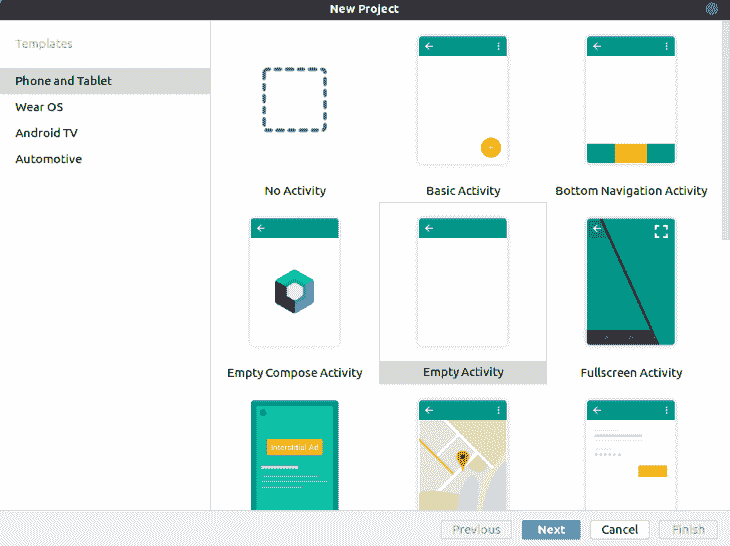 New Project
Templates
Phone and Tablet
Wear OS
Android TV
Automotive
No Activity
Basic Activity
Bottom Navigation Activity
Empty Compose Activity
Empty Activity
Fullscreen Activity
Interstitial Ad
Previous
Next
Cancel
Finish